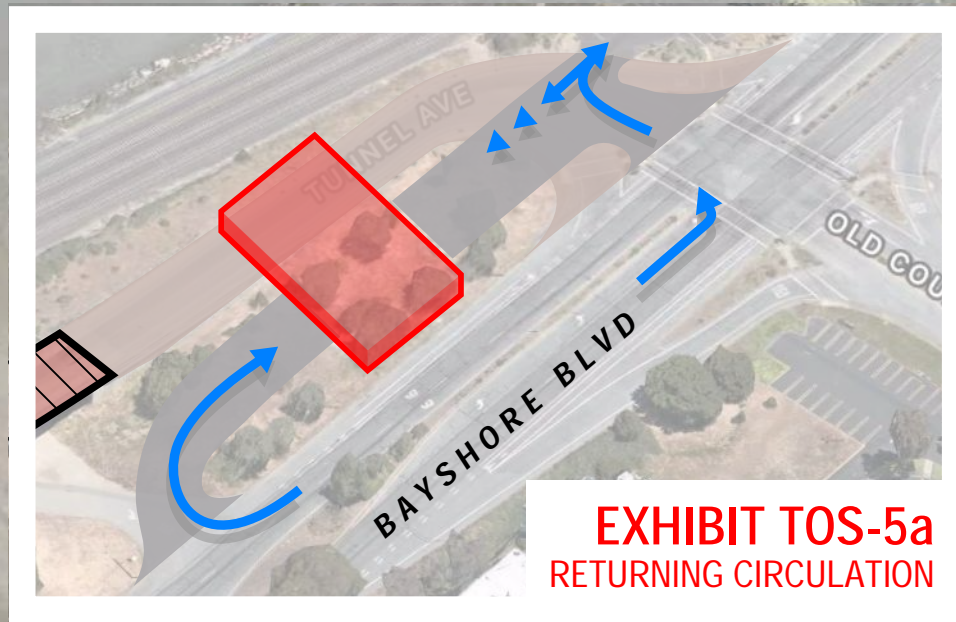 TUNNEL AVE
OLD COU
BAYSHORE BLVD
EXHIBIT TOS-5a
RETURNING CIRCULATION